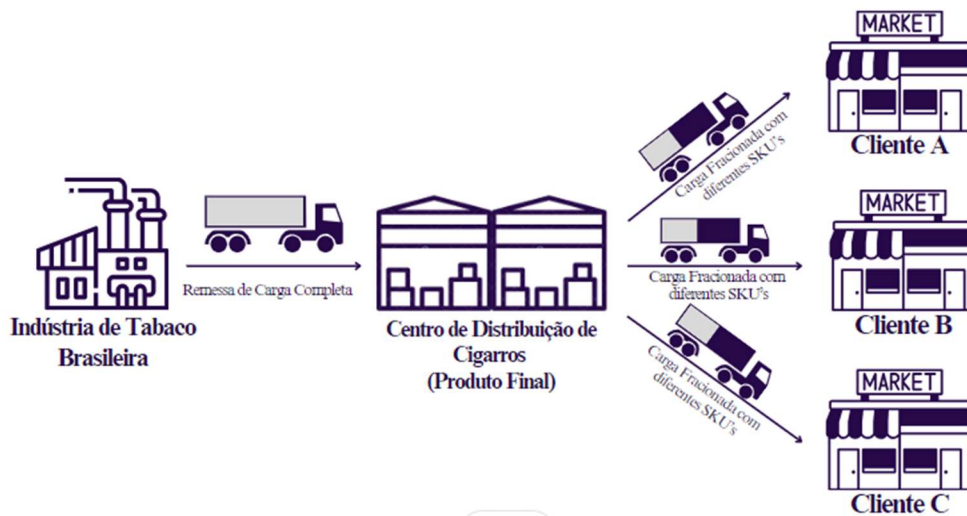 Indústria de Tabaco
Brasileira
Remessa de Carga Completa
Centro de Distribuição de
Cigarros
(Produto Final)
Carga Fracionada com
diferentes SKU's
MARKET
Cliente A
Carga Fracionada com
diferentes SKU's
MARKET
Cliente B
Carga Fracionada com
diferentes SKU's
MARKET
Cliente C